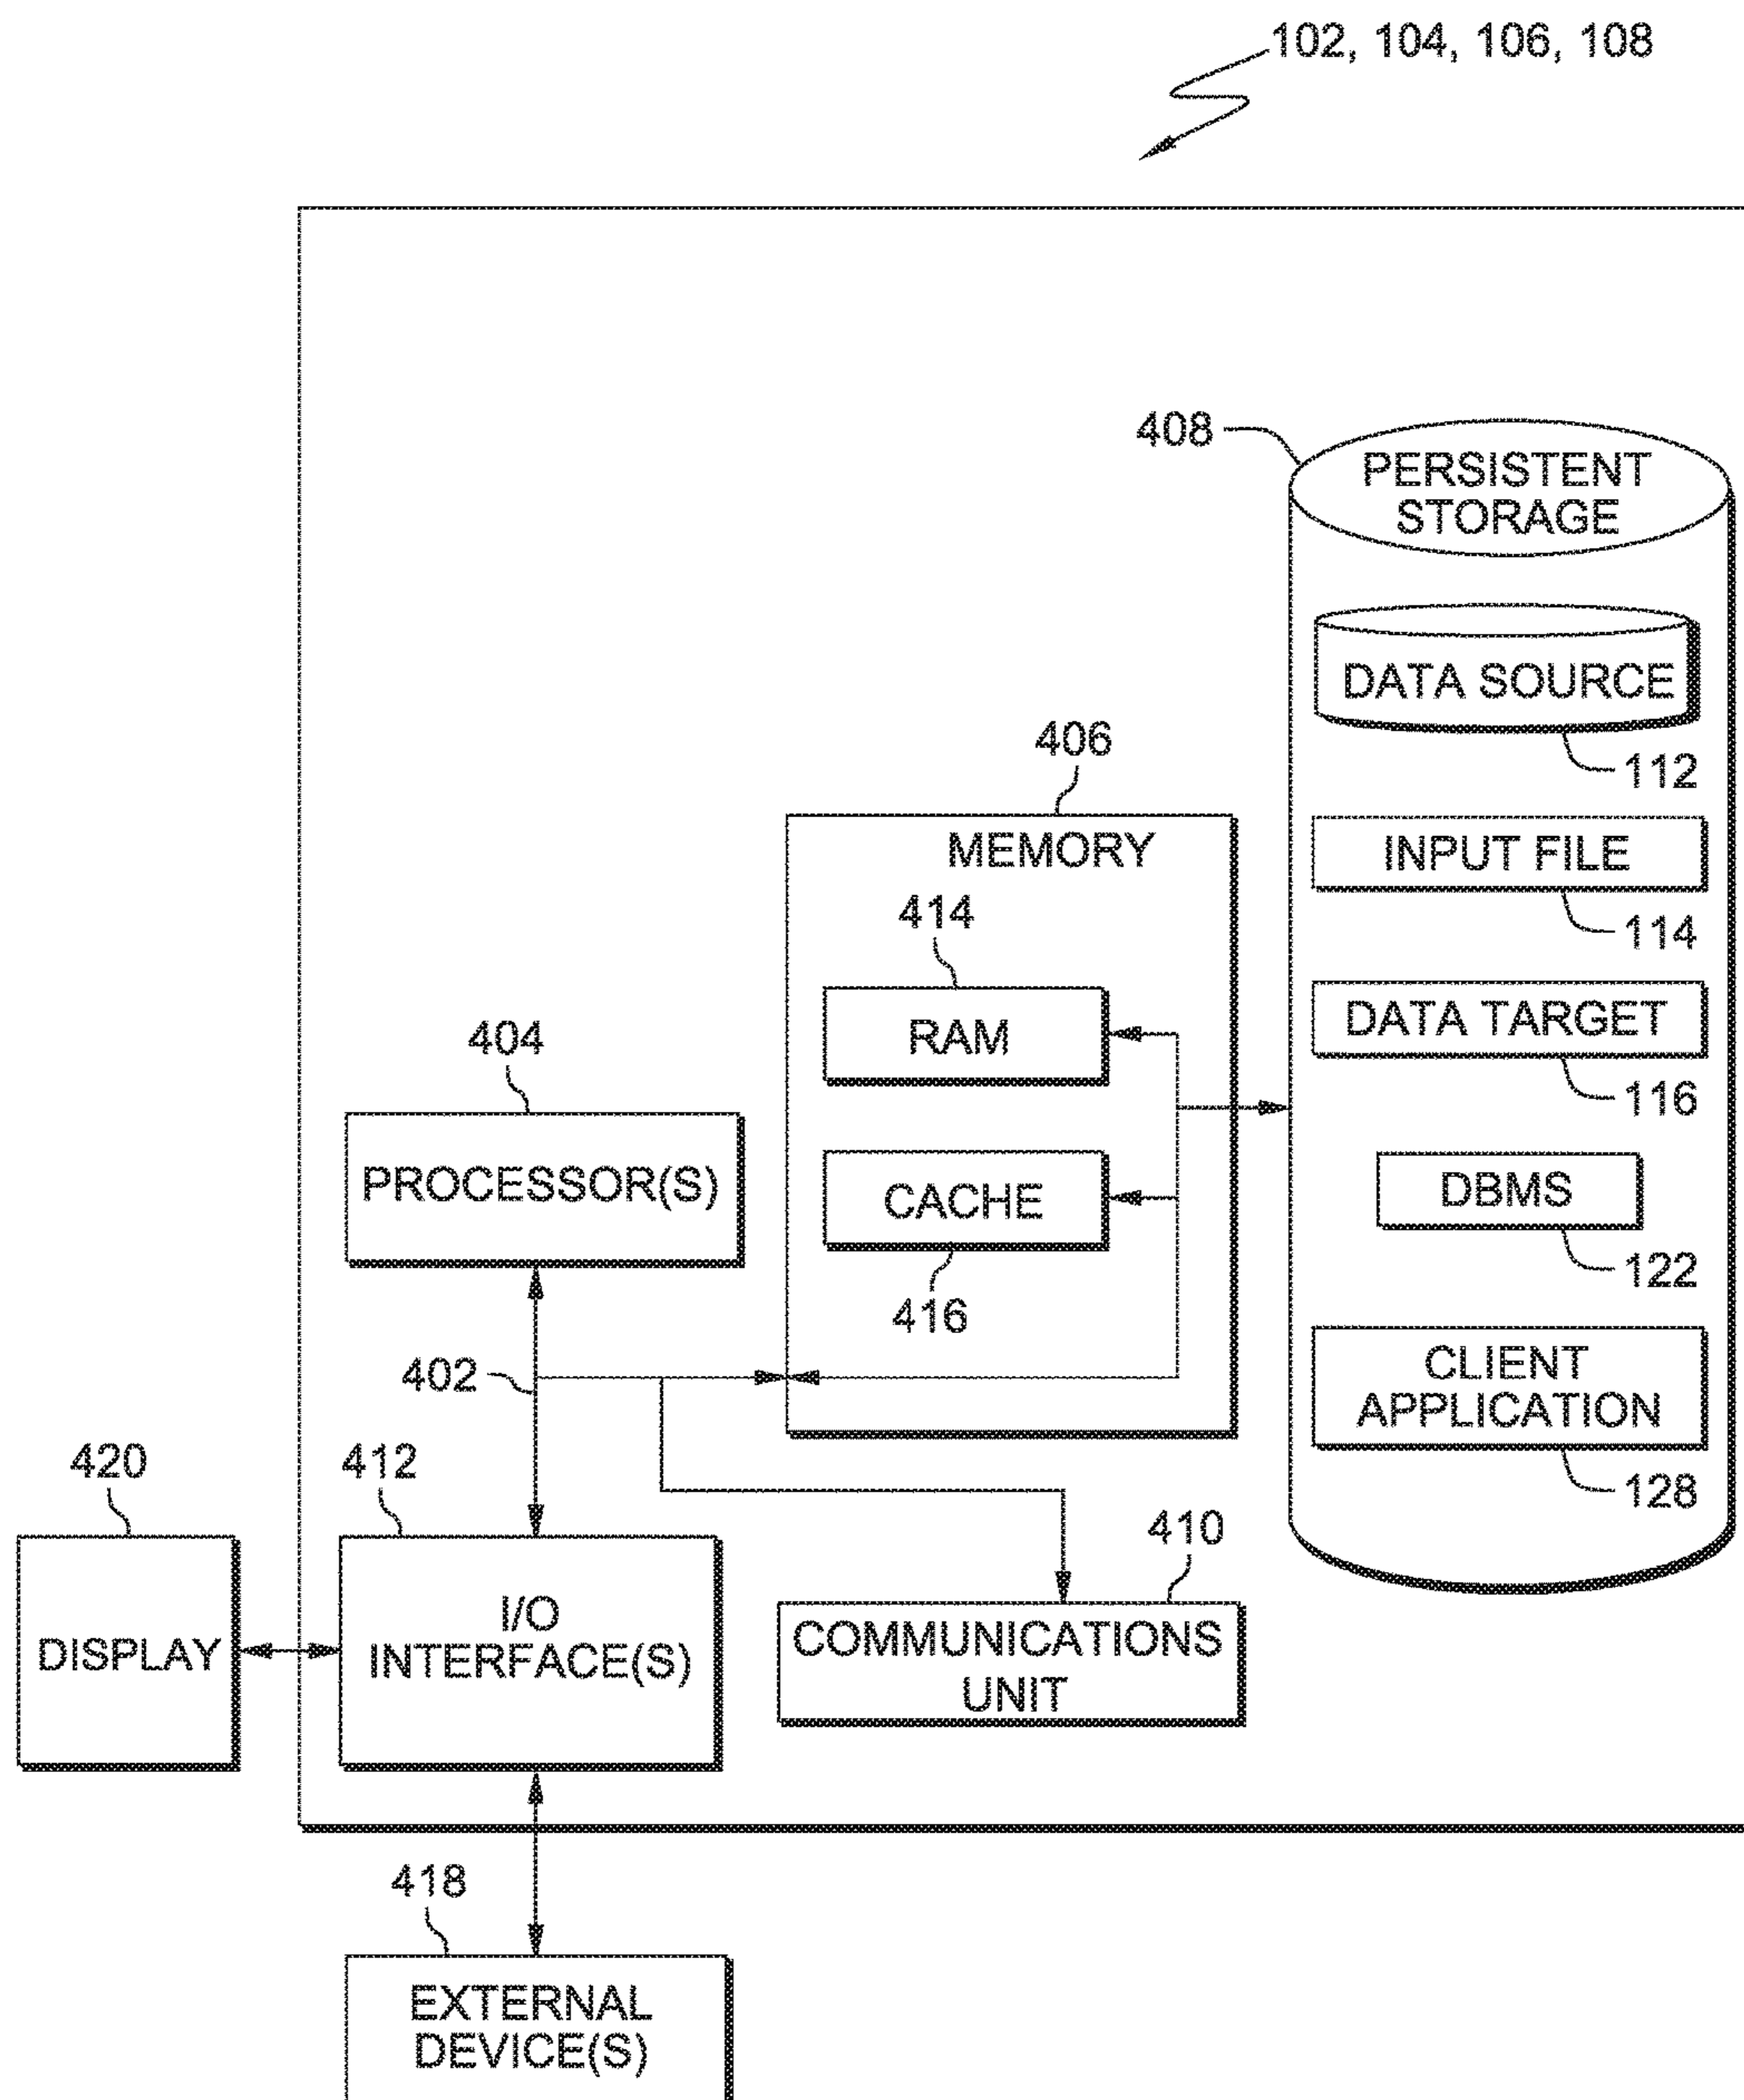 102, 104, 106, 108
408
PERSISTENT
STORAGE
DATA SOURCE
112
406
MEMORY
INPUT FILE
114
414
RAM
DATA TARGET
116
404
PROCESSOR(S)
CACHE
416
DBMS
122
402
CLIENT
APPLICATION
128
420
DISPLAY
412
I/O
INTERFACE(S)
410
COMMUNICATIONS
UNIT
418
EXTERNAL
DEVICE(S)